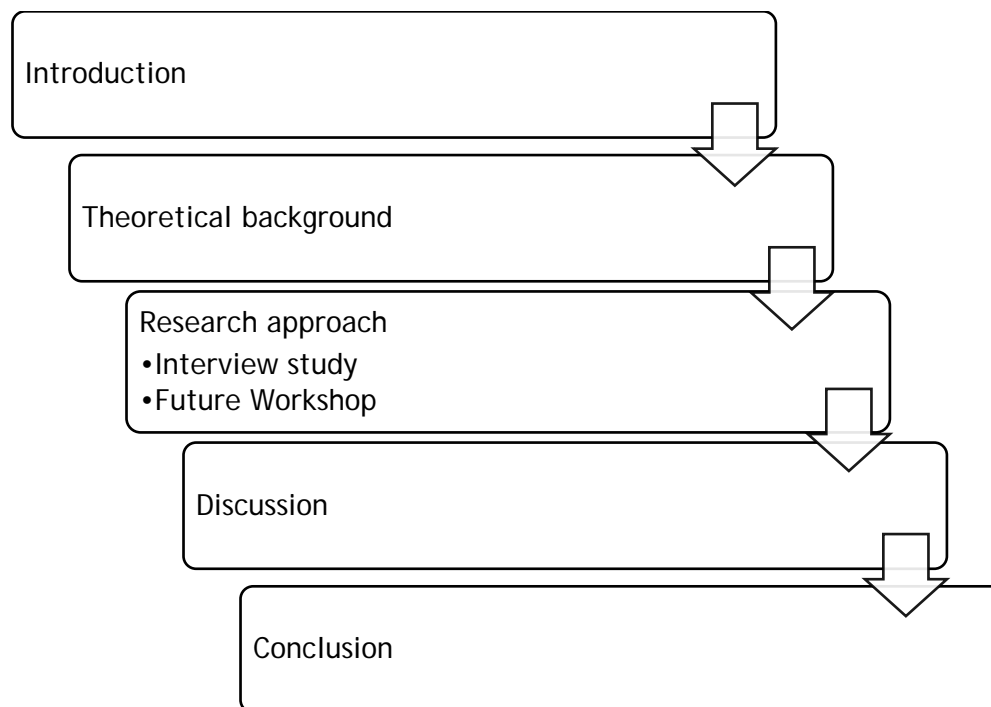 Introduction
Theoretical background
Research approach
•Interview study
•Future Workshop
Discussion
Conclusion